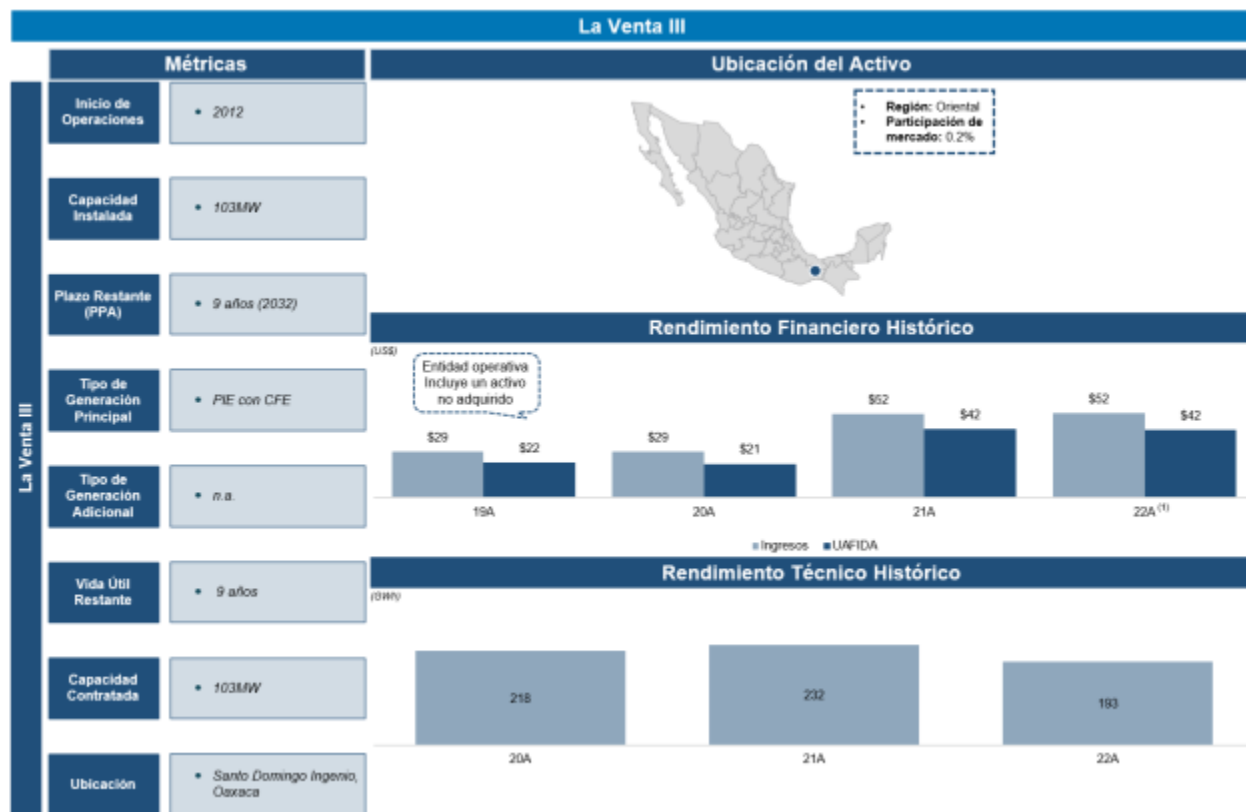 La Venta III
Métricas
Ubicación del Activo
La Venta III
Inicio de
Operaciones
• 2012
Capacidad
Instalada
• 103MW
Plazo Restante
(PPA)
• 9 años (2032)
Tipo de
Generación
Principal
• PIE con CFE
Tipo de
Generación
Adicional
• n.a.
Vida Útil
Restante
• 9 años
Capacidad
Contratada
• 103MW
Ubicación
• Santo Domingo Ingenio,
Oaxaca
• Región: Oriental
• Participación de
mercado: 0.2%
Rendimiento Financiero Histórico
(US$)
Entidad operativa
Incluye un activo
no adquirido
$29
$22
$29
$21
$52
$42
$52
$42
19A
20A
21A
22A (1)
Ingresos
UAFIDA
Rendimiento Técnico Histórico
(GWh)
218
232
193
20A
21A
22A